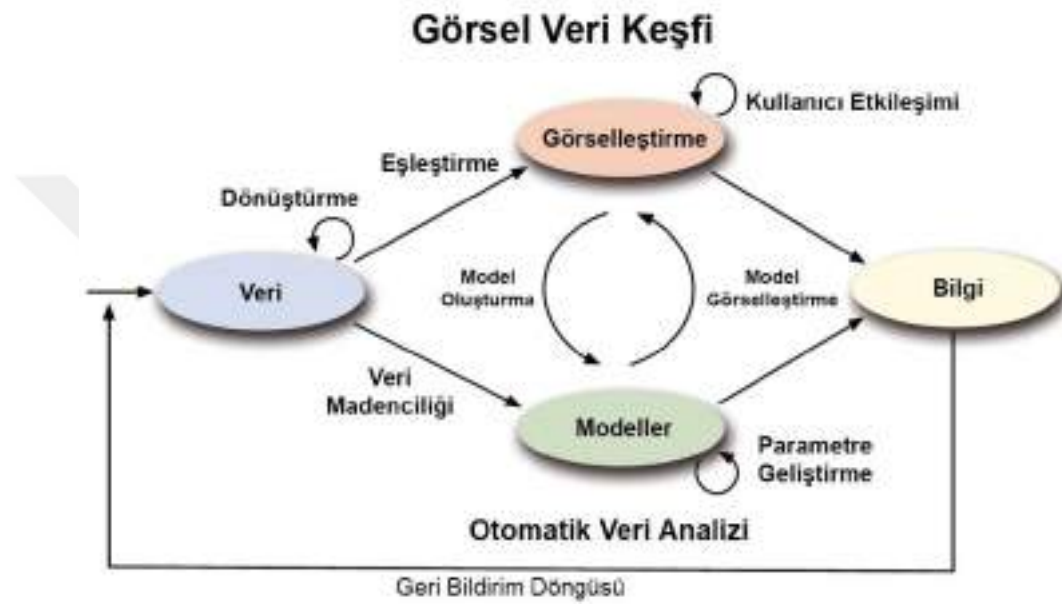 Görsel Veri Keşfi
Kullanıcı Etkileşimi
Görselleştirme
Eşleştirme
Dönüştürme
Veri
Model
Oluşturma
Model
Görselleştirme
Bilgi
Veri
Madenciliği
Modeller
Parametre
Geliştirme
Otomatik Veri Analizi
Geri Bildirim Döngüsü